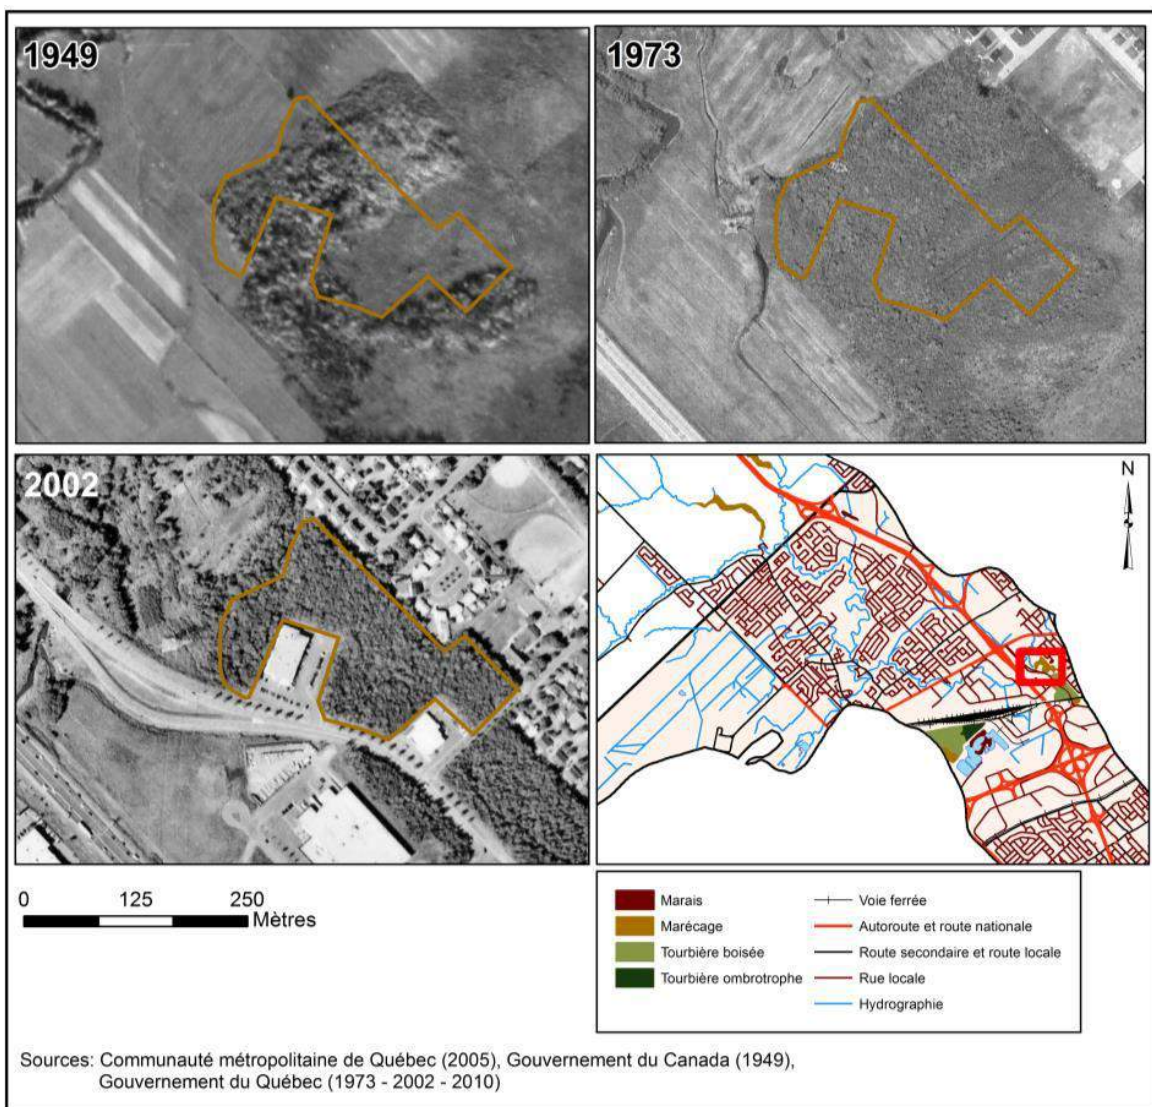 1949
1973
2002
N
0 125 250
Mètres
Marais
Marécage
Tourbière boisée
Tourbière ombrotrophe
Voie ferrée
Autoroute et route nationale
Route secondaire et route locale
Rue locale
Hydrographie
Sources: Communauté métropolitaine de Québec (2005), Gouvernement du Canada (1949),
Gouvernement du Québec (1973 - 2002 - 2010)